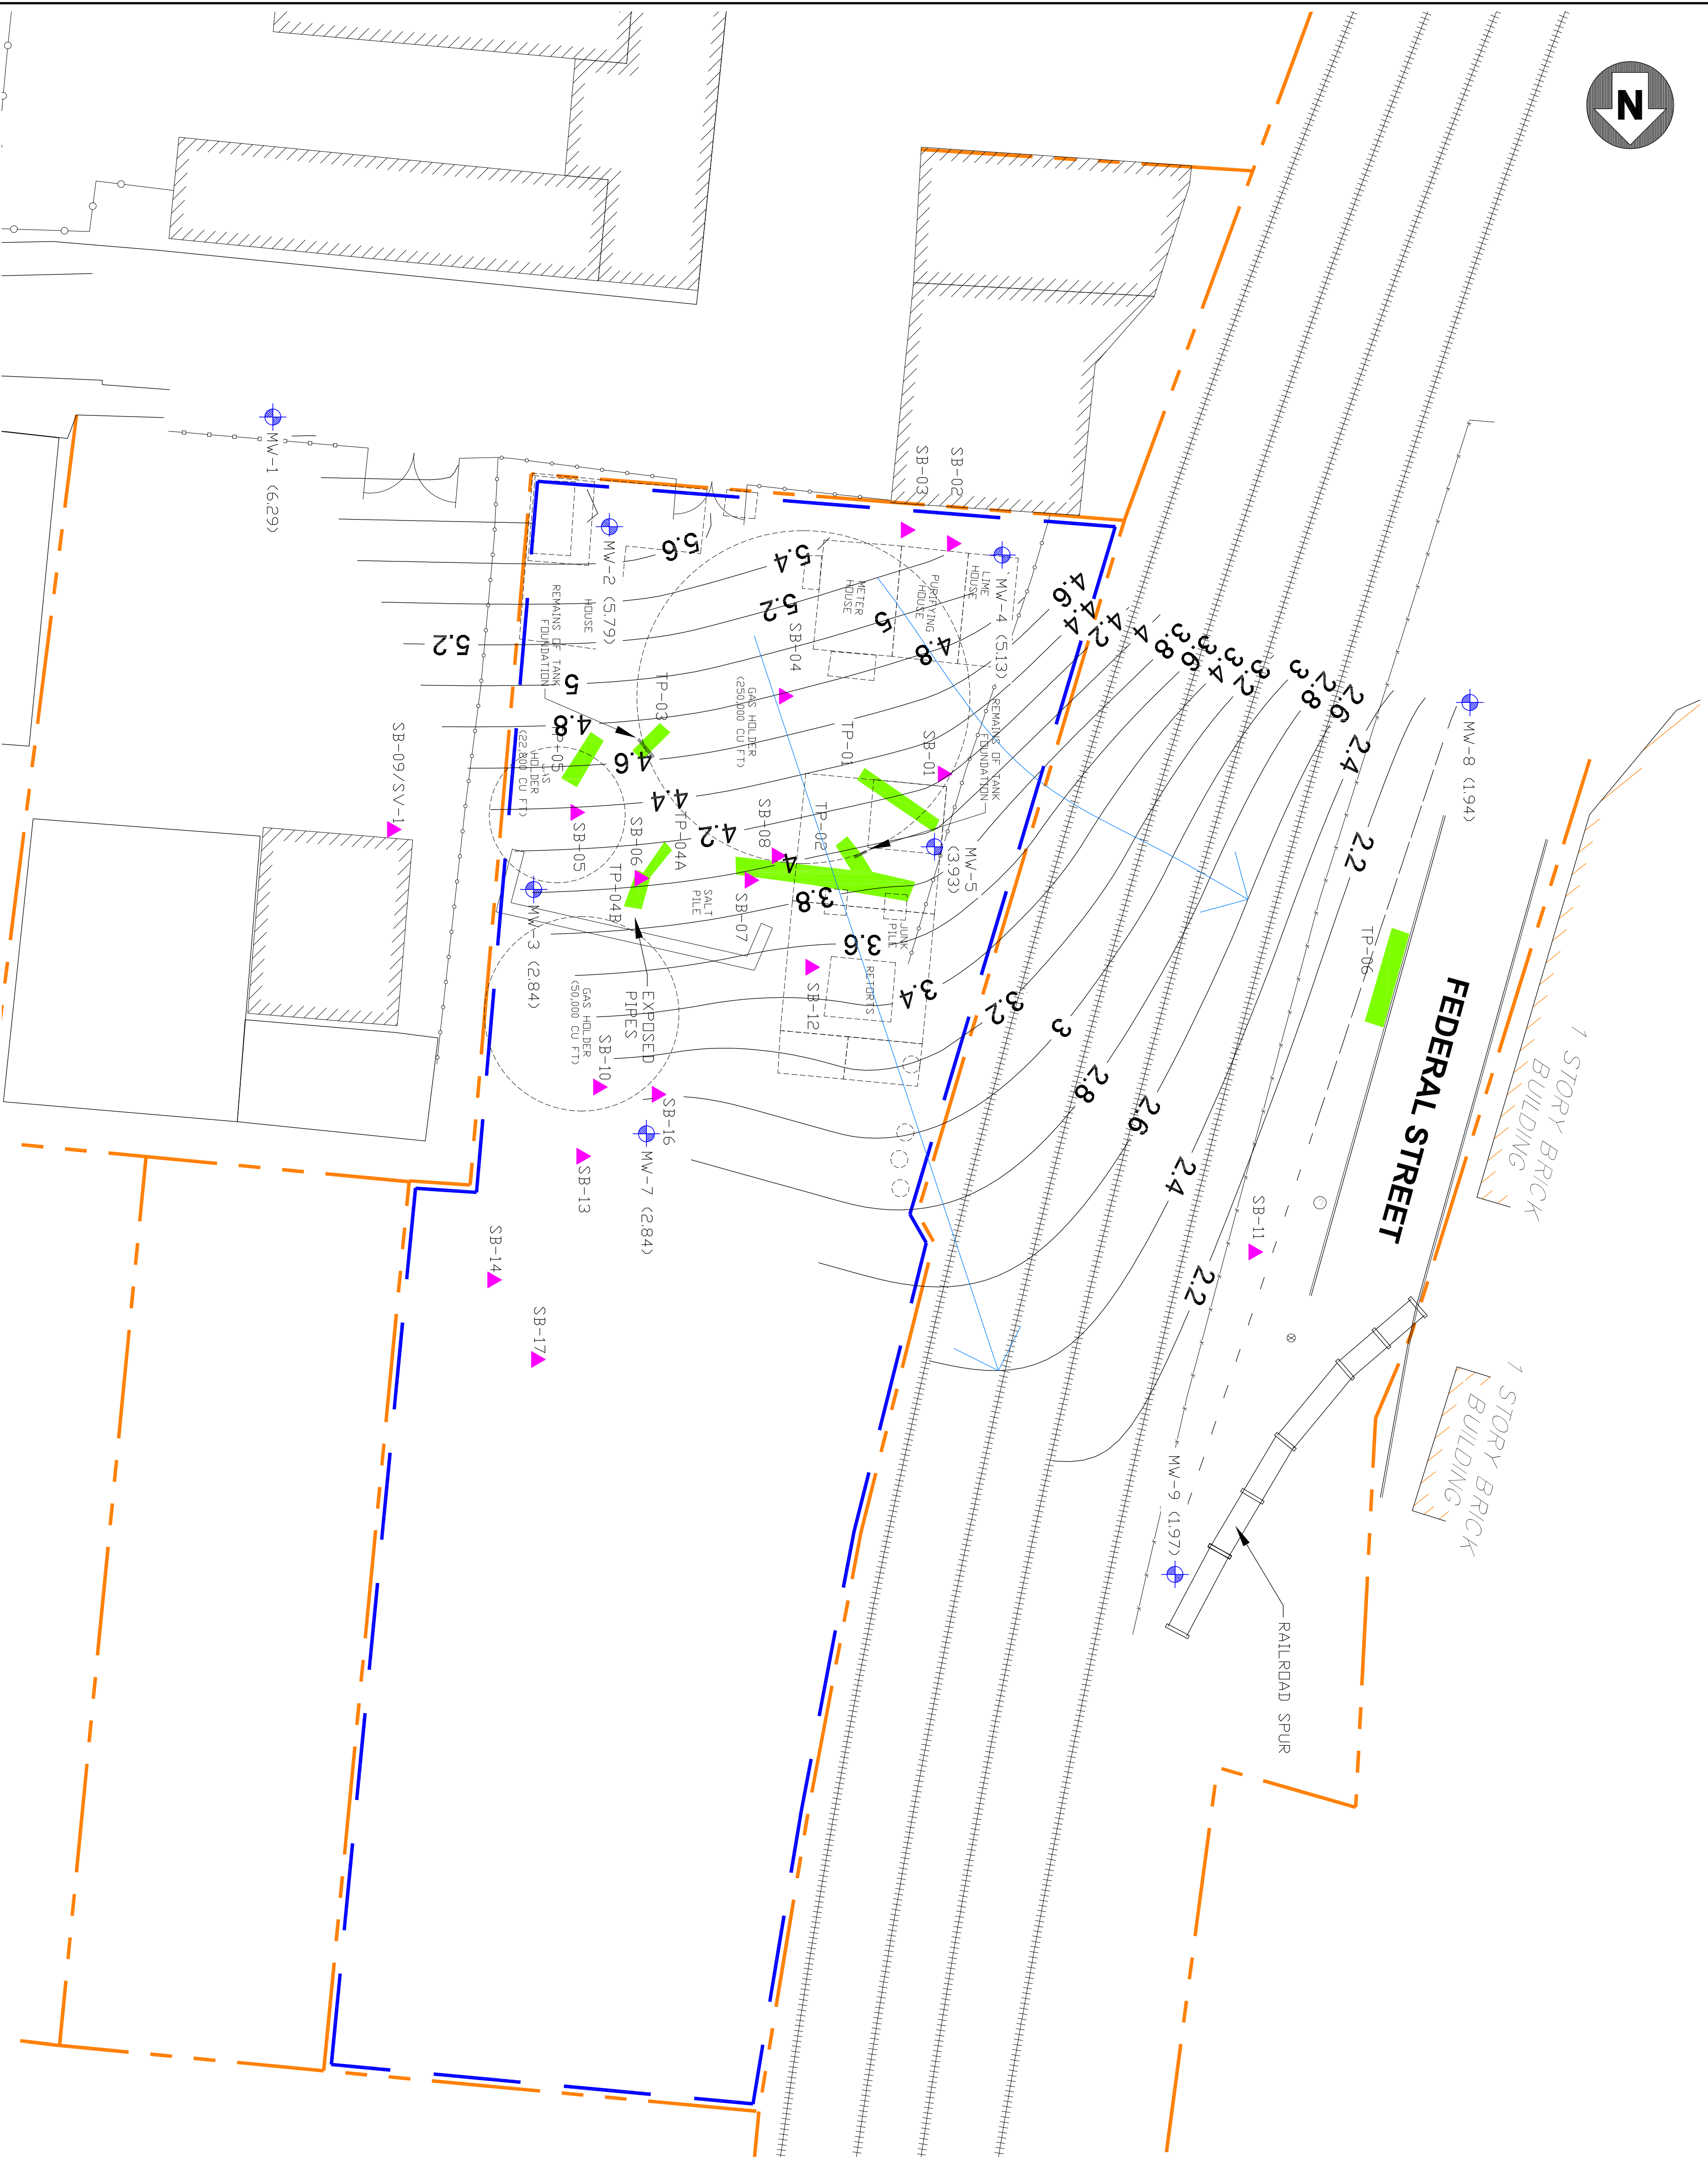 N
MW-1 (6.29)
MW-2 (5.79)
MW-4 (5.13)
MW-8 (1.94)
SB-03
SB-02
5.6
5.4
5.2
5
4.8
4.6
4.4
4.2
4
3.8
3.6
3.4
3.2
3
2.8
2.6
2.4
2.2
LIME
HOUSE
PURIFYING
HOUSE
METER
HOUSE
HOUSE
REMAINS OF TANK
FOUNDATION
5.2
5
4.8
4.6
4.4
4.2
4
3.8
3.6
3.4
3.2
3
2.8
2.6
2.4
2.2
SB-04
TP-03
GAS HOLDER
(250,000 CU FT)
TP-01
SB-01
REMAINS OF TANK
FOUNDATION
SB-09/SV-1
TP-05
GAS
HOLDER
(22,800 CU FT)
SB-05
SB-06
TP-04A
TP-04B
SB-08
TP-02
MW-5
(3.93)
SB-07
SALT
PILE
JUNK
PILE
RETORTS
MW-3 (2.84)
EXPOSED
PIPES
GAS HOLDER
(50,000 CU FT)
SB-10
SB-12
SB-16
MW-7 (2.84)
SB-13
SB-14
SB-17
TP-06
FEDERAL STREET
1 STORY BRICK
BUILDING
SB-11
1 STORY BRICK
BUILDING
MW-9 (1.97)
RAILROAD SPUR